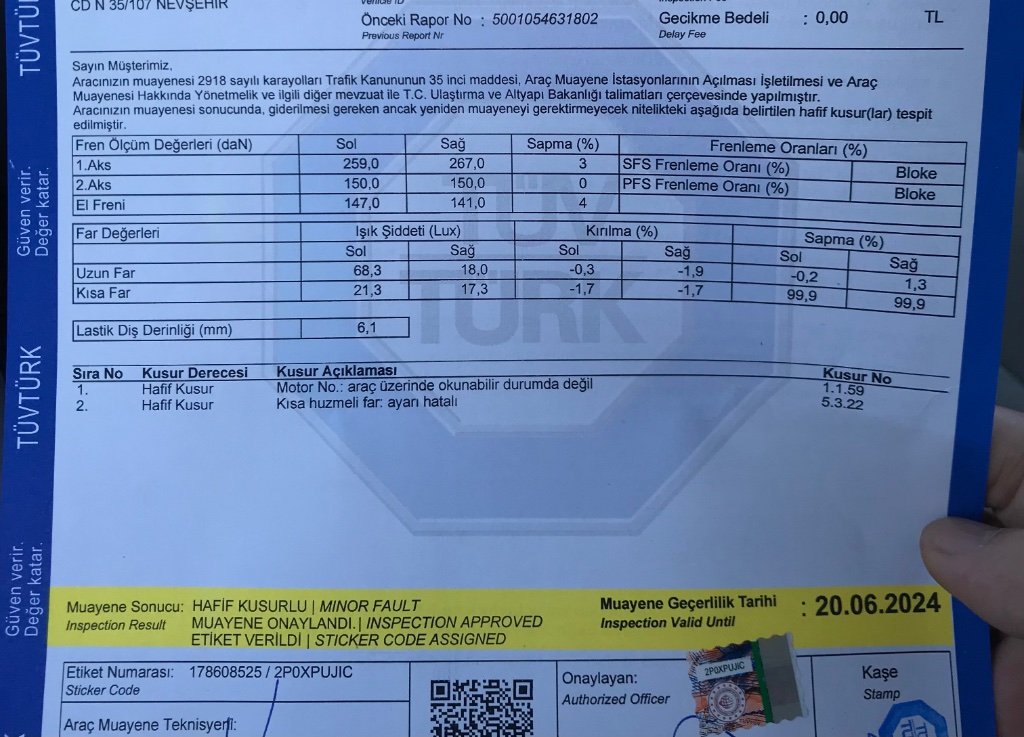 CD N 35/107 NEVŞEHİR
Vehicle ID
Önceki Rapor No : 5001054631802
Previous Report Nr
Gecikme Bedeli : 0,00 TL
Delay Fee
Sayın Müşterimiz,
Aracınızın muayenesi 2918 sayılı karayolları Trafik Kanununun 35 inci maddesi, Araç Muayene İstasyonlarının Açılması İşletilmesi ve Araç
Muayenesi Hakkında Yönetmelik ve ilgili diğer mevzuat ile T.C. Ulaştırma ve Altyapı Bakanlığı talimatları çerçevesinde yapılmıştır.
Aracınızın muayenesi sonucunda, giderilmesi gereken ancak yeniden muayeneyi gerektirmeyecek nitelikteki aşağıda belirtilen hafif kusur(lar) tespit
edilmiştir.
Fren Ölçüm Değerleri (daN) Sol Sağ Sapma (%) Frenleme Oranları (%)
1.Aks 259,0 267,0 3 SFS Frenleme Oranı (%) Bloke
2.Aks 150,0 150,0 0 PFS Frenleme Oranı (%) Bloke
El Freni 147,0 141,0 4
Far Değerleri Işık Şiddeti (Lux) Kırılma (%) Sapma (%)
Sol Sağ Sol Sağ Sol Sağ
Uzun Far 68,3 18,0 -0,3 -1,9 -0,2 1,3
Kısa Far 21,3 17,3 -1,7 -1,7 99,9 99,9
Lastik Diş Derinliği (mm) 6,1
Sıra No Kusur Derecesi Kusur Açıklaması Kusur No
1. Hafif Kusur Motor No.: araç üzerinde okunabilir durumda değil 1.1.59
2. Hafif Kusur Kısa huzmeli far: ayarı hatalı 5.3.22
TÜV
TÜRK
Muayene Sonucu: HAFİF KUSURLU | MINOR FAULT
Inspection Result MUAYENE ONAYLANDI. | INSPECTION APPROVED
ETİKET VERİLDİ | STICKER CODE ASSIGNED
Muayene Geçerlilik Tarihi : 20.06.2024
Inspection Valid Until
Etiket Numarası: 178608525 / 2P0XPUJIC
Sticker Code
Araç Muayene Teknisyeri:
Onaylayan:
Authorized Officer
2P0XPUJIC
Kaşe
Stamp
TÜVTÜRK
Güven verir.
Değer katar.
TÜVTÜRK
Güven verir.
Değer katar.